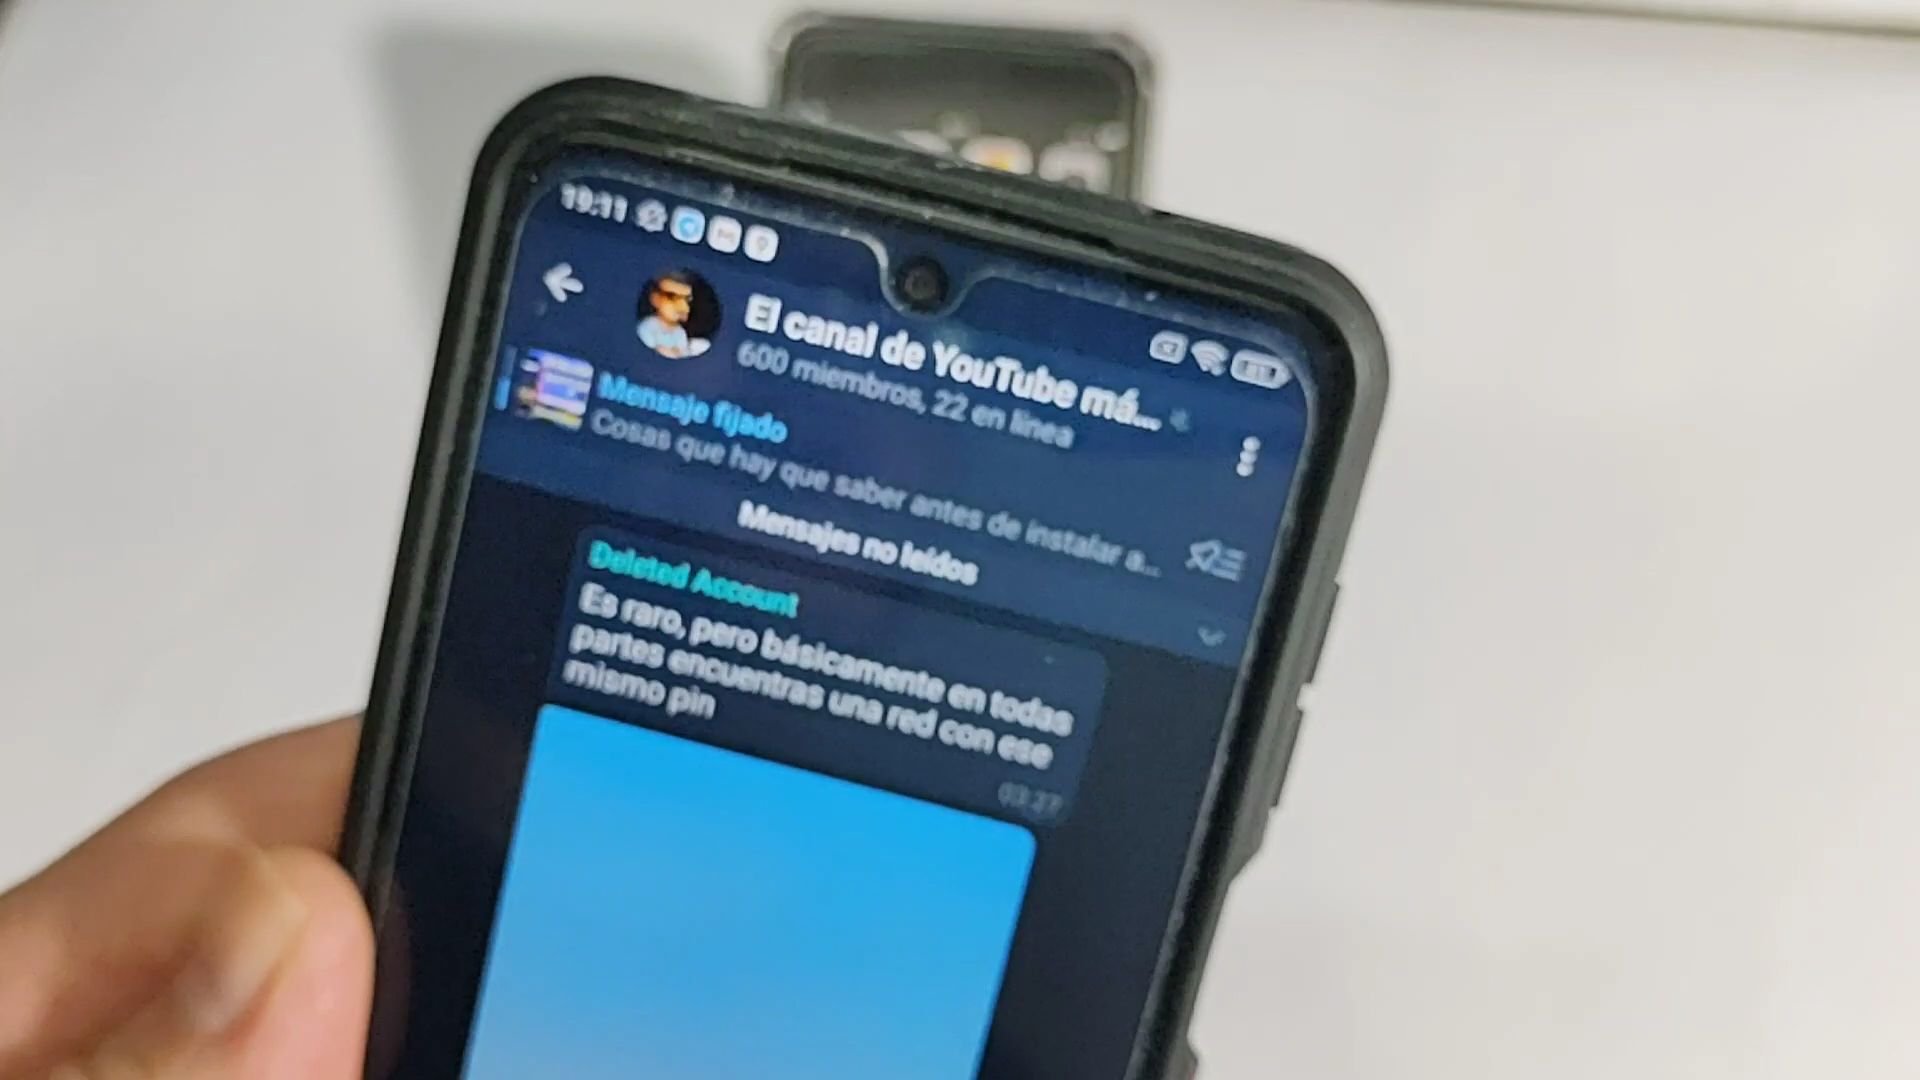 19:11
El canal de YouTube má...
600 miembros, 22 en línea
Mensaje fijado
Cosas que hay que saber antes de instalar a...
Mensajes no leídos
Deleted Account
Es raro, pero básicamente en todas
partes encuentras una red con ese
mismo pin
03:27